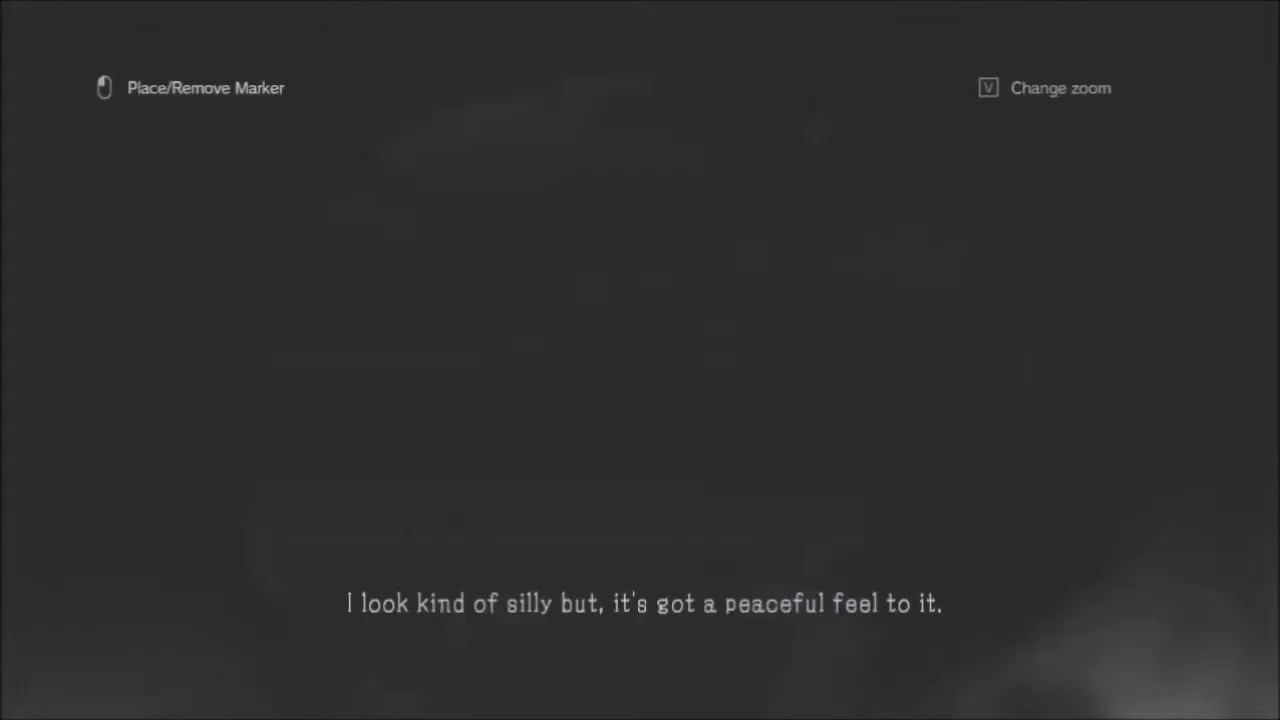 Place/Remove Marker
V Change zoom
I look kind of silly but, it's got a peaceful feel to it.